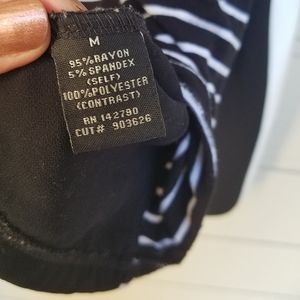 M
95%RAYON
5%SPANDEX
(SELF)
100%POLYESTER
(CONTRAST)
RN 142790
CUT# 903626